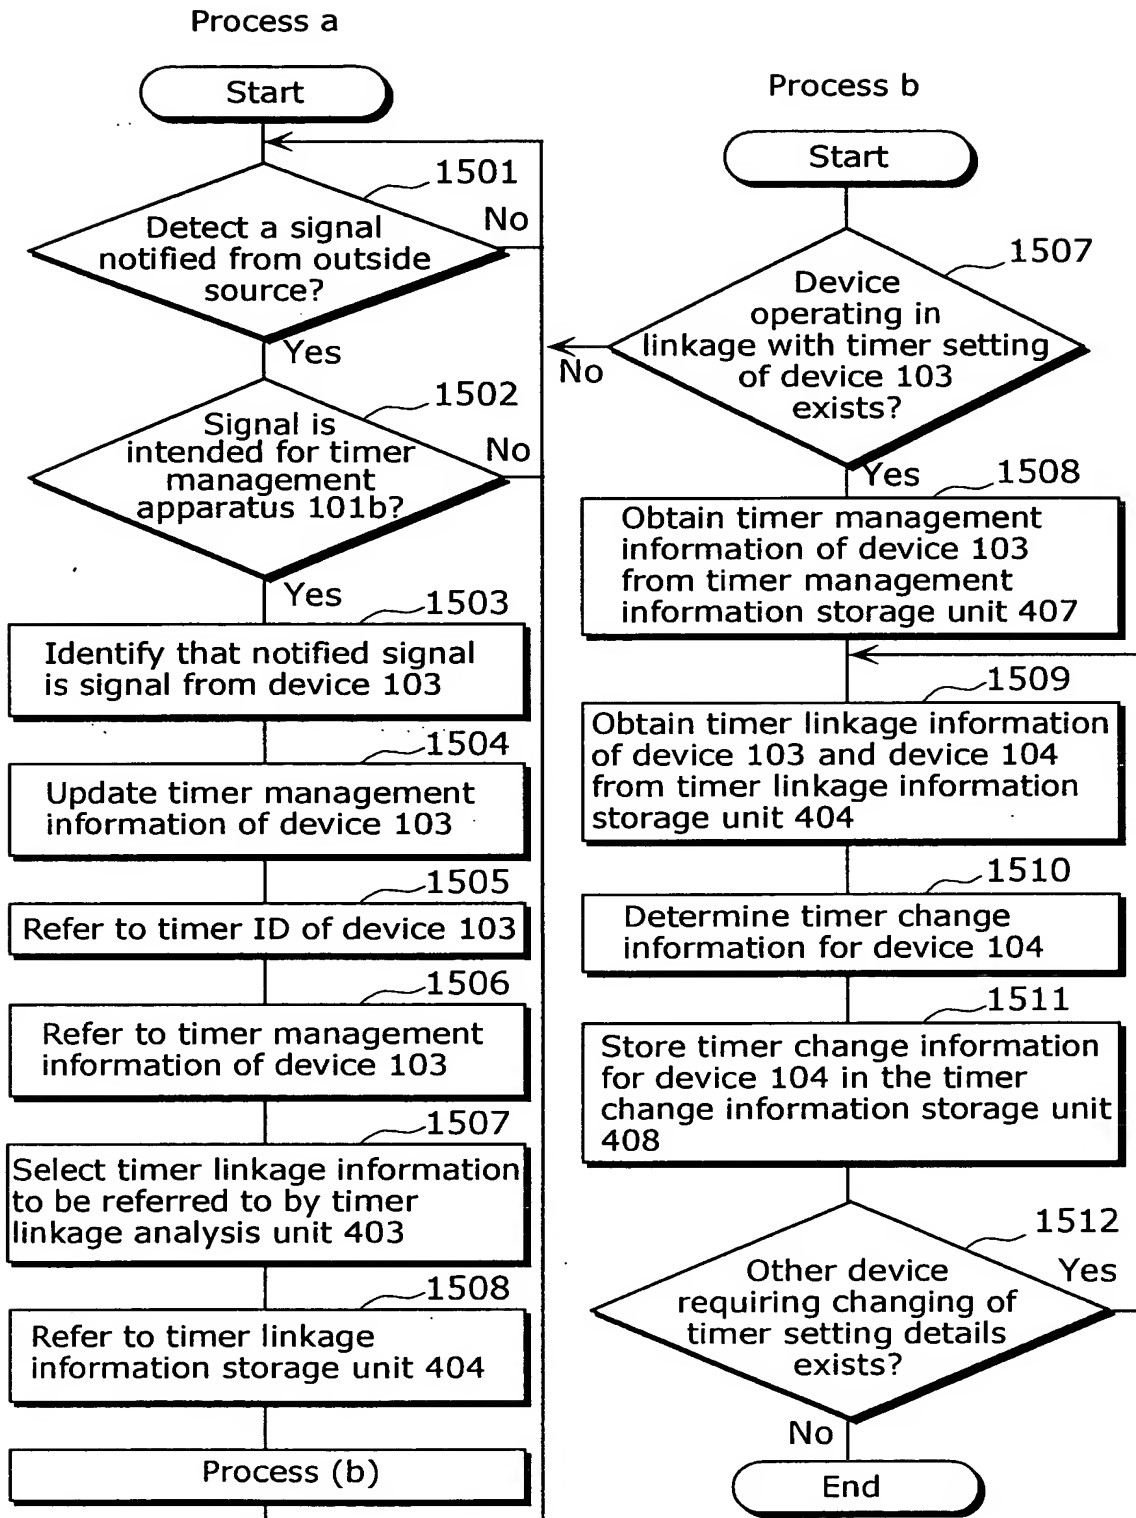 Process a
Start
1501
Detect a signal
notified from outside
source?
No
Yes
1502
Signal is
intended for timer
management
apparatus 101b?
No
Yes
1503
Identify that notified signal
is signal from device 103
1504
Update timer management
information of device 103
1505
Refer to timer ID of device 103
1506
Refer to timer management
information of device 103
1507
Select timer linkage information
to be referred to by timer
linkage analysis unit 403
1508
Refer to timer linkage
information storage unit 404
Process (b)
Process b
Start
1507
Device
operating in
linkage with timer setting
of device 103
exists?
No
Yes
1508
Obtain timer management
information of device 103
from timer management
information storage unit 407
1509
Obtain timer linkage information
of device 103 and device 104
from timer linkage information
storage unit 404
1510
Determine timer change
information for device 104
1511
Store timer change information
for device 104 in the timer
change information storage unit
408
1512
Other device
requiring changing of
timer setting details
exists?
Yes
No
End